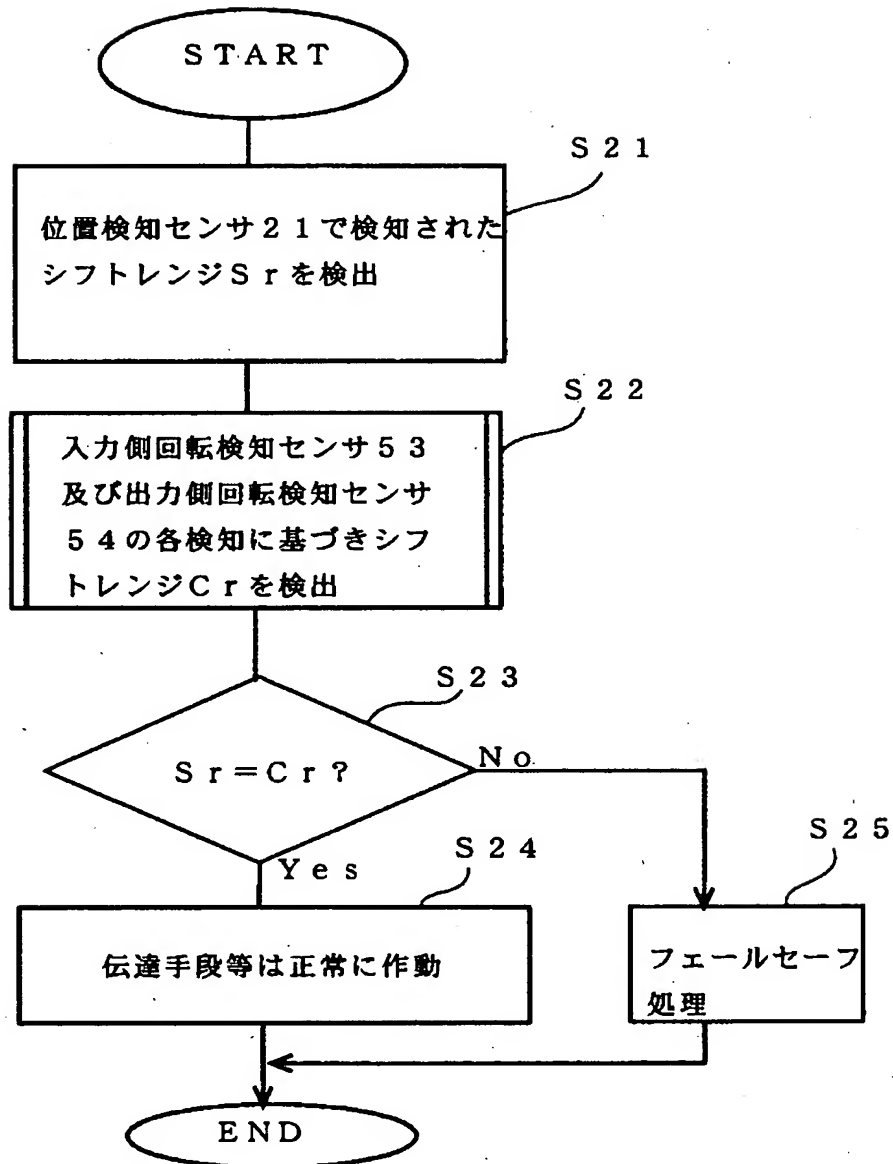 ＳＴＡＲＴ
Ｓ２１
位置検知センサ２１で検知された
シフトレンジＳｒを検出
Ｓ２２
入力側回転検知センサ５３
及び出力側回転検知センサ
５４の各検知に基づきシフ
トレンジＣｒを検出
Ｓ２３
Ｓｒ＝Ｃｒ？
Ｎｏ
Ｙｅｓ
Ｓ２４
Ｓ２５
伝達手段等は正常に作動
フェールセーフ
処理
ＥＮＤ